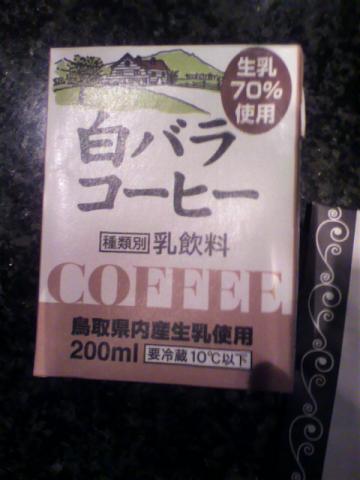 生乳
70%
使用
白バラ
コーヒー
種類別 乳飲料
COFFEE
鳥取県内産生乳使用
200ml 要冷蔵10℃以下